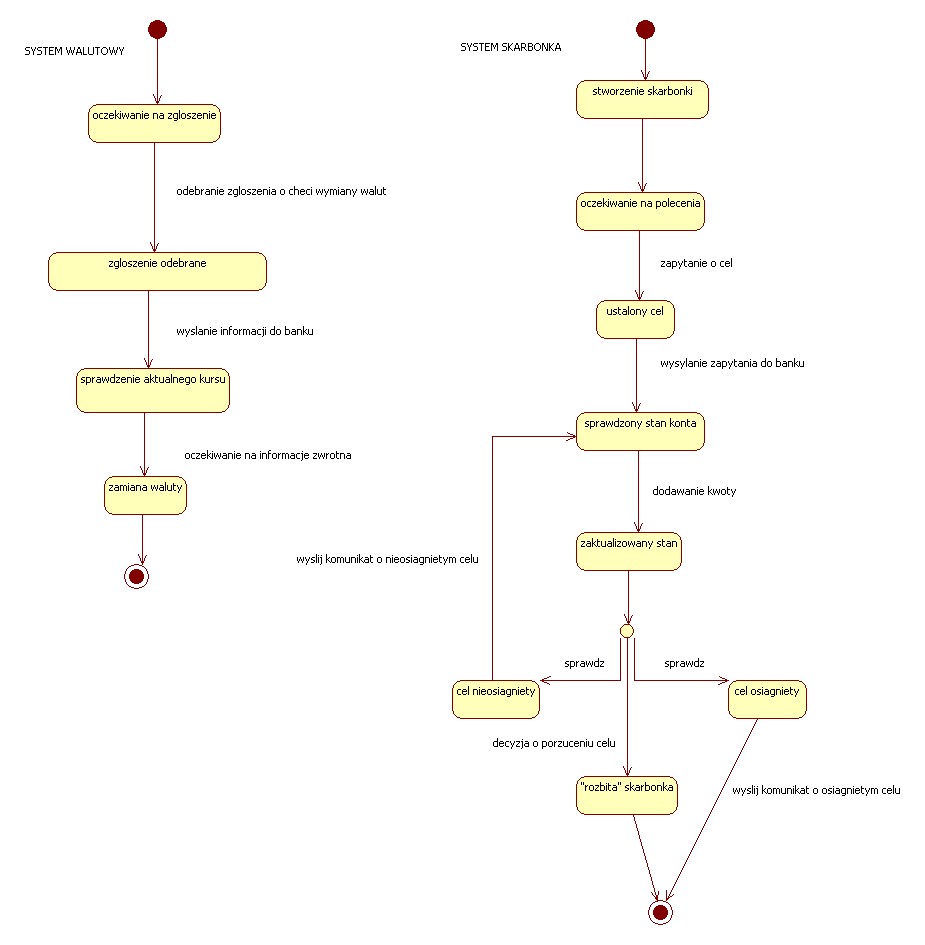 SYSTEM WALUTOWY
oczekiwanie na zgloszenie
odebranie zgloszenia o checi wymiany walut
zgloszenie odebrane
wyslanie informacji do banku
sprawdzenie aktualnego kursu
oczekiwanie na informacje zwrotna
zamiana waluty
SYSTEM SKARBONKA
stworzenie skarbonki
oczekiwanie na polecenia
zapytanie o cel
ustalony cel
wysylanie zapytania do banku
sprawdzony stan konta
dodawanie kwoty
zaktualizowany stan
wyslij komunikat o nieosiagnietym celu
sprawdz
sprawdz
cel nieosiagniety
cel osiagniety
decyzja o porzuceniu celu
"rozbita" skarbonka
wyslij komunikat o osiagnietym celu